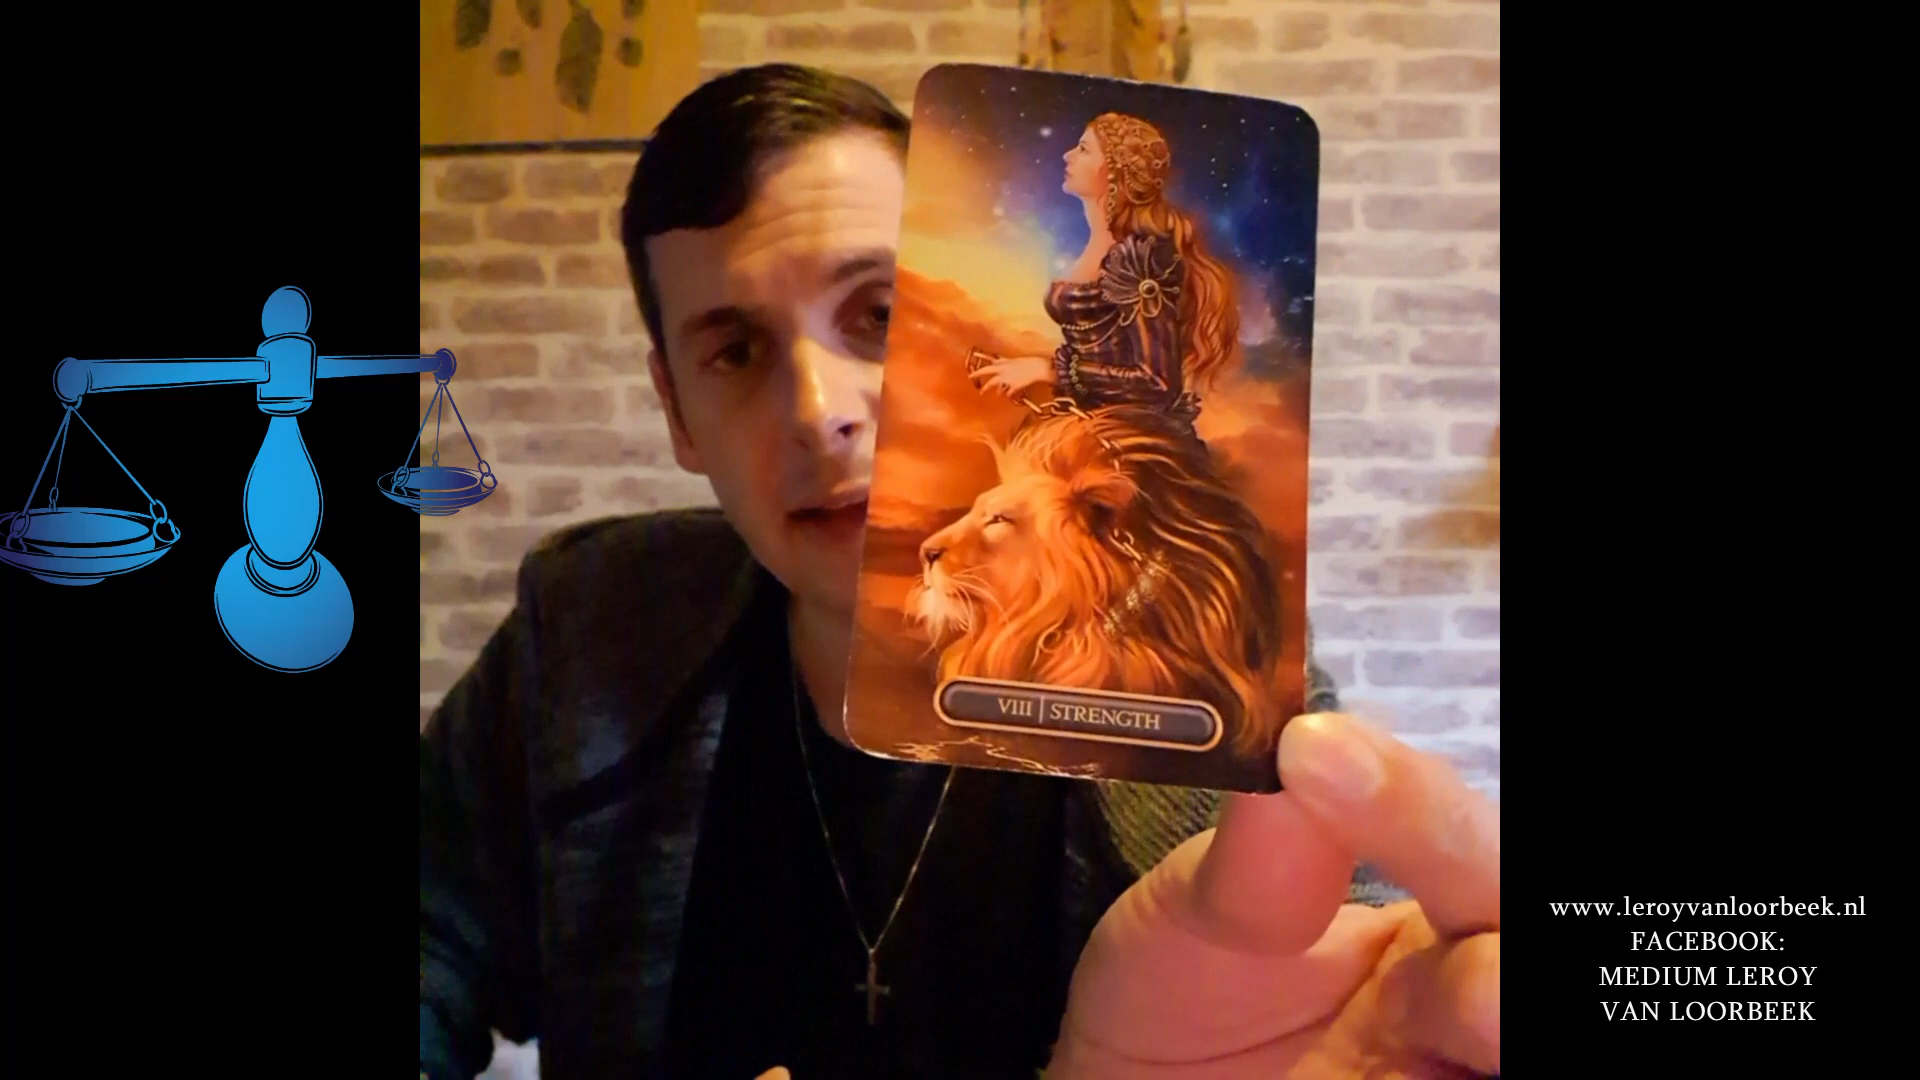 VIII | STRENGTH
www.leroyvanloorbeek.nl
FACEBOOK:
MEDIUM LEROY
VAN LOORBEEK